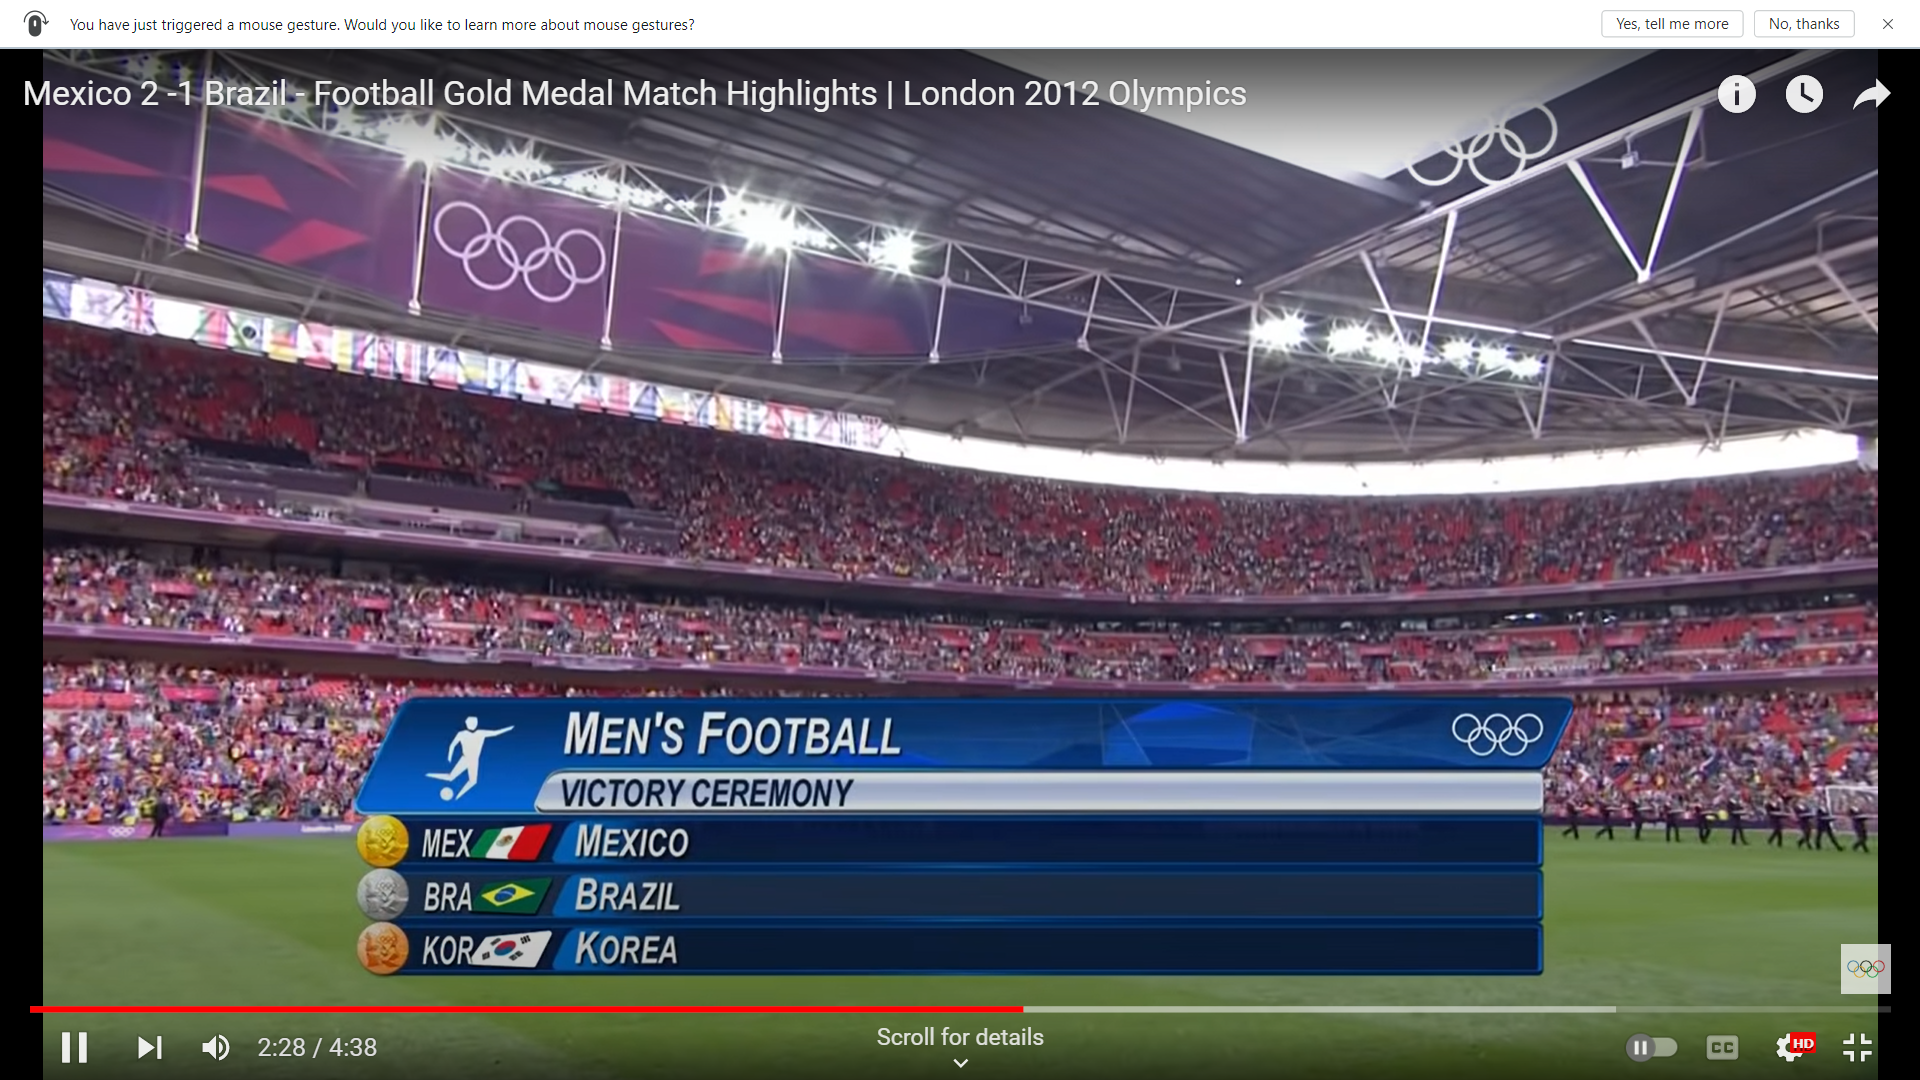 You have just triggered a mouse gesture. Would you like to learn more about mouse gestures?
Yes, tell me more
No, thanks
Mexico 2 -1 Brazil - Football Gold Medal Match Highlights | London 2012 Olympics
MEN'S FOOTBALL
VICTORY CEREMONY
MEX MEXICO
BRA BRAZIL
KOR KOREA
2:28 / 4:38
Scroll for details
CC
HD